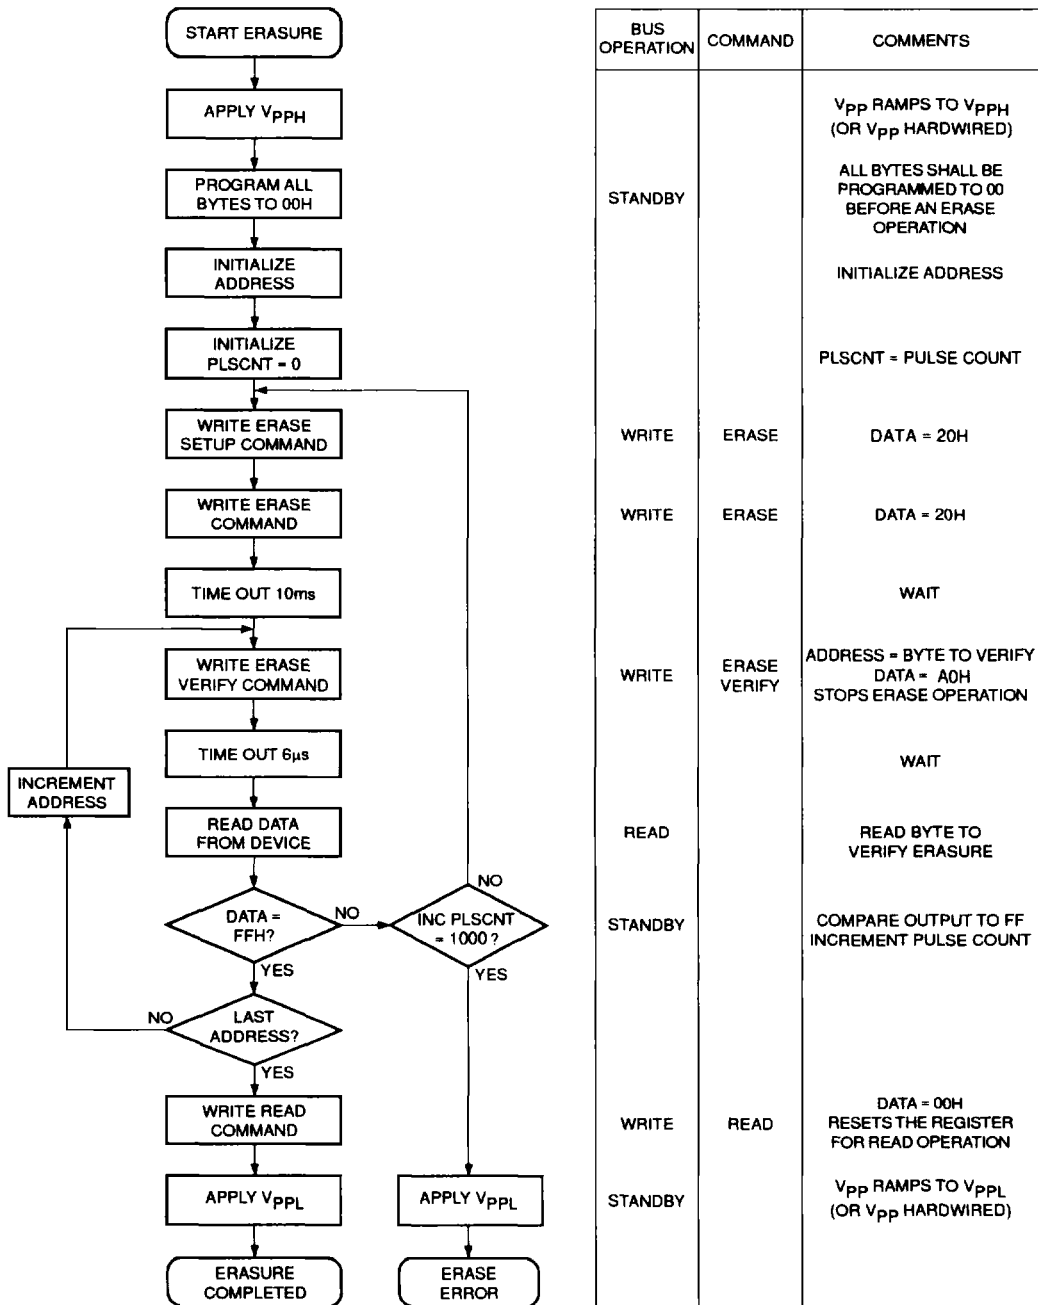 START ERASURE
APPLY VPPH
PROGRAM ALL
BYTES TO 00H
INITIALIZE
ADDRESS
INITIALIZE
PLSCNT = 0
WRITE ERASE
SETUP COMMAND
WRITE ERASE
COMMAND
TIME OUT 10ms
WRITE ERASE
VERIFY COMMAND
TIME OUT 6µs
INCREMENT
ADDRESS
READ DATA
FROM DEVICE
DATA =
FFH?
NO
YES
INC PLSCNT
= 1000 ?
NO
YES
LAST
ADDRESS?
NO
YES
WRITE READ
COMMAND
APPLY VPPL
APPLY VPPL
ERASURE
COMPLETED
ERASE
ERROR
BUS
OPERATION
COMMAND
COMMENTS
VPP RAMPS TO VPPH
(OR VPP HARDWIRED)
STANDBY
ALL BYTES SHALL BE
PROGRAMMED TO 00
BEFORE AN ERASE
OPERATION
INITIALIZE ADDRESS
PLSCNT = PULSE COUNT
WRITE
ERASE
DATA = 20H
WRITE
ERASE
DATA = 20H
WAIT
WRITE
ERASE
VERIFY
ADDRESS = BYTE TO VERIFY
DATA = A0H
STOPS ERASE OPERATION
WAIT
READ
READ BYTE TO
VERIFY ERASURE
STANDBY
COMPARE OUTPUT TO FF
INCREMENT PULSE COUNT
WRITE
READ
DATA = 00H
RESETS THE REGISTER
FOR READ OPERATION
STANDBY
VPP RAMPS TO VPPL
(OR VPP HARDWIRED)